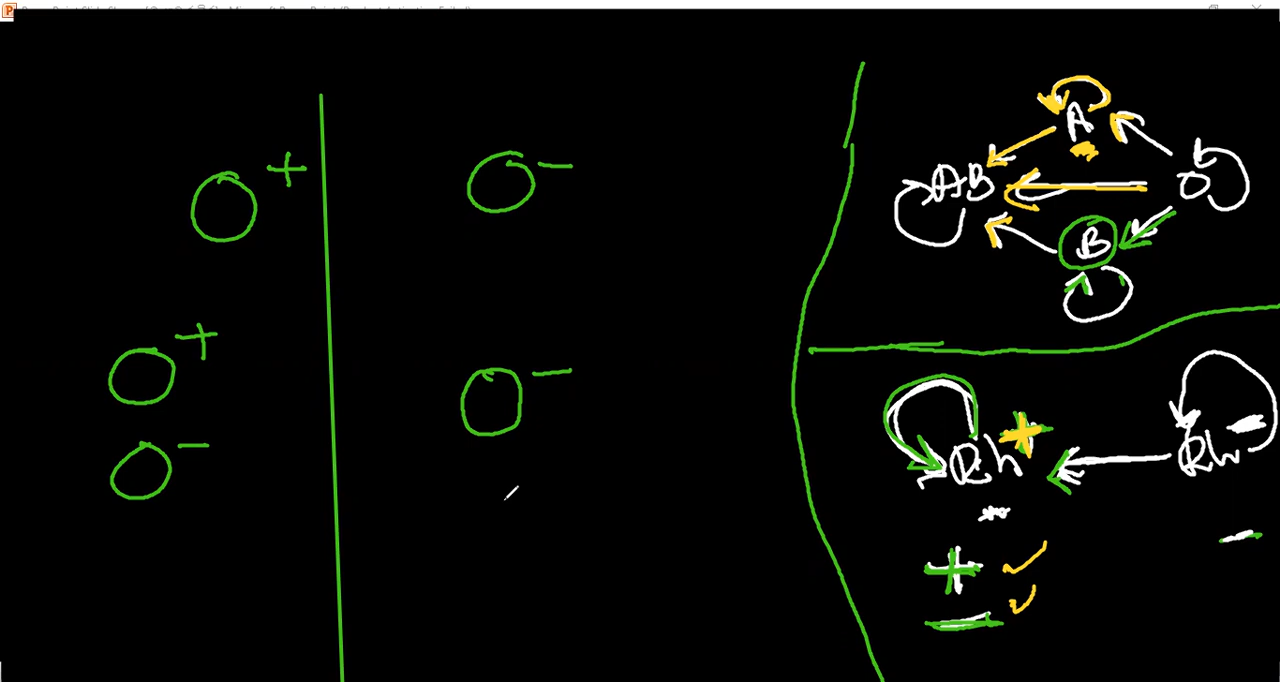 O+
O-
O+
O-
O-
A
AB
O
B
Rh+
Rh-
+
-
-